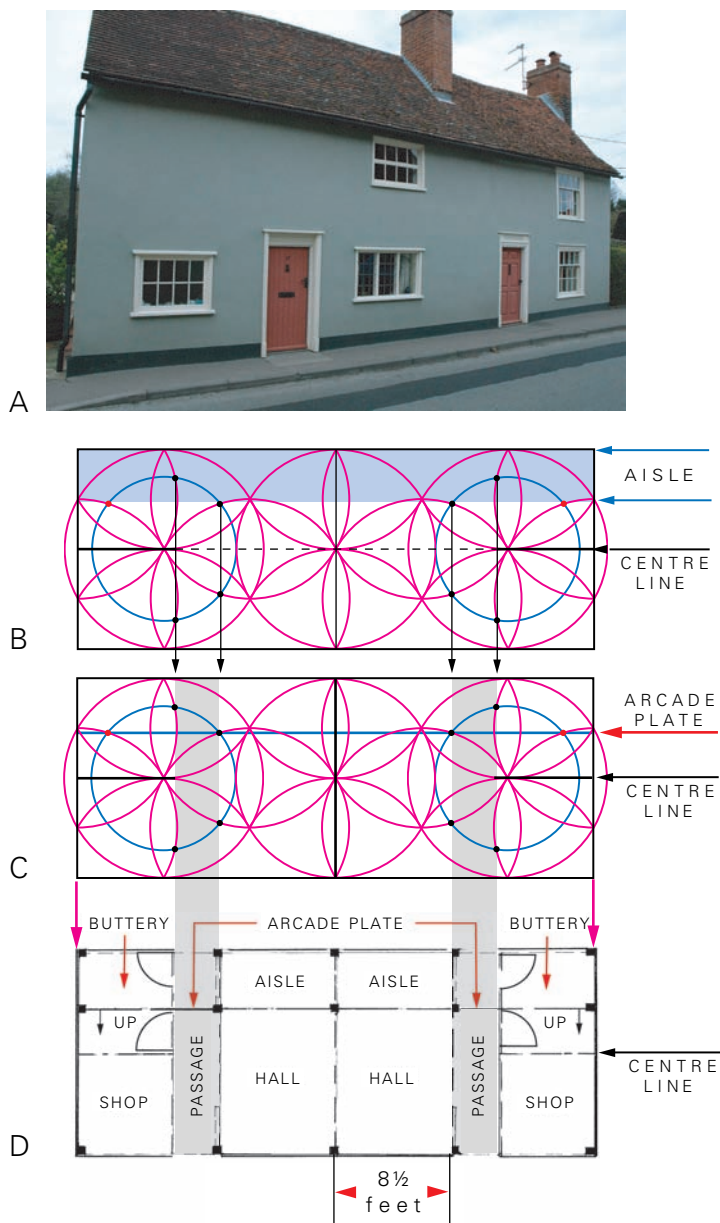 A
AISLE
CENTRE
LINE
B
ARCADE
PLATE
CENTRE
LINE
C
BUTTERY
ARCADE PLATE
BUTTERY
AISLE
AISLE
UP
UP
PASSAGE
HALL
HALL
PASSAGE
CENTRE
LINE
SHOP
SHOP
D
8½
feet